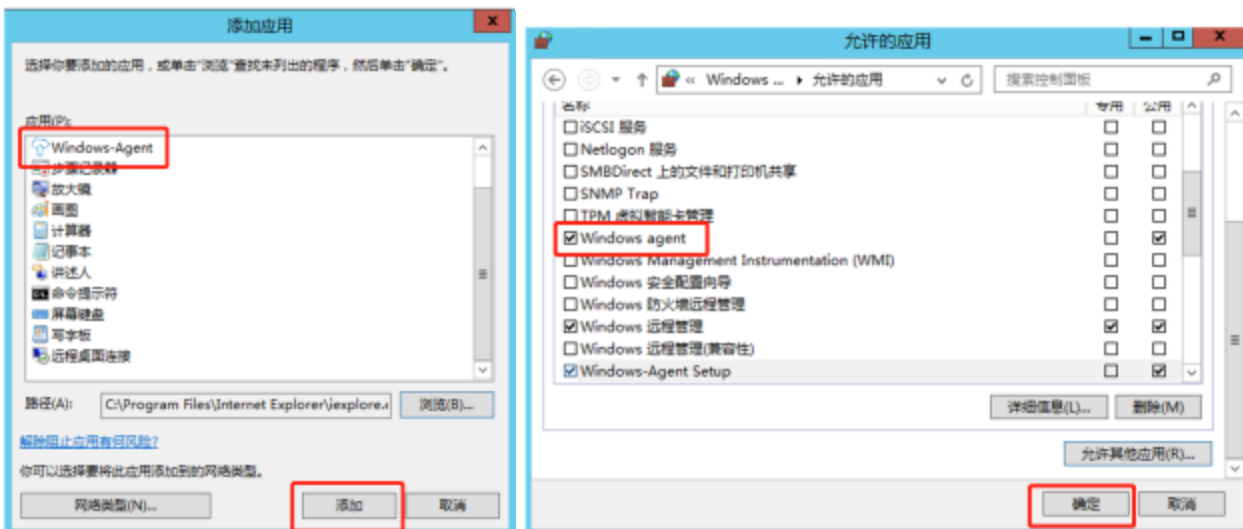 添加应用
选择你要添加的应用，或单击"浏览"查找未列出的程序，然后单击"确定"。
应用(P):
Windows-Agent
步骤记录器
放大镜
画图
计算器
记事本
讲述人
命令提示符
屏幕键盘
写字板
远程桌面连接
路径(A):
C:\Program Files\Internet Explorer\iexplore.e
浏览(B)...
解除阻止应用有何风险?
你可以选择要将此应用添加到的网络类型。
网络类型(N)...
添加
取消
允许的应用
« Windows ... 允许的应用
搜索控制面板
名称 专用 公用
iSCSI 服务
Netlogon 服务
SMBDirect 上的文件和打印机共享
SNMP Trap
TPM 虚拟智能卡管理
Windows agent
Windows Management Instrumentation (WMI)
Windows 安全配置向导
Windows 防火墙远程管理
Windows 远程管理
Windows 远程管理(兼容性)
Windows-Agent Setup
详细信息(L)...
删除(M)
允许其他应用(R)...
确定
取消